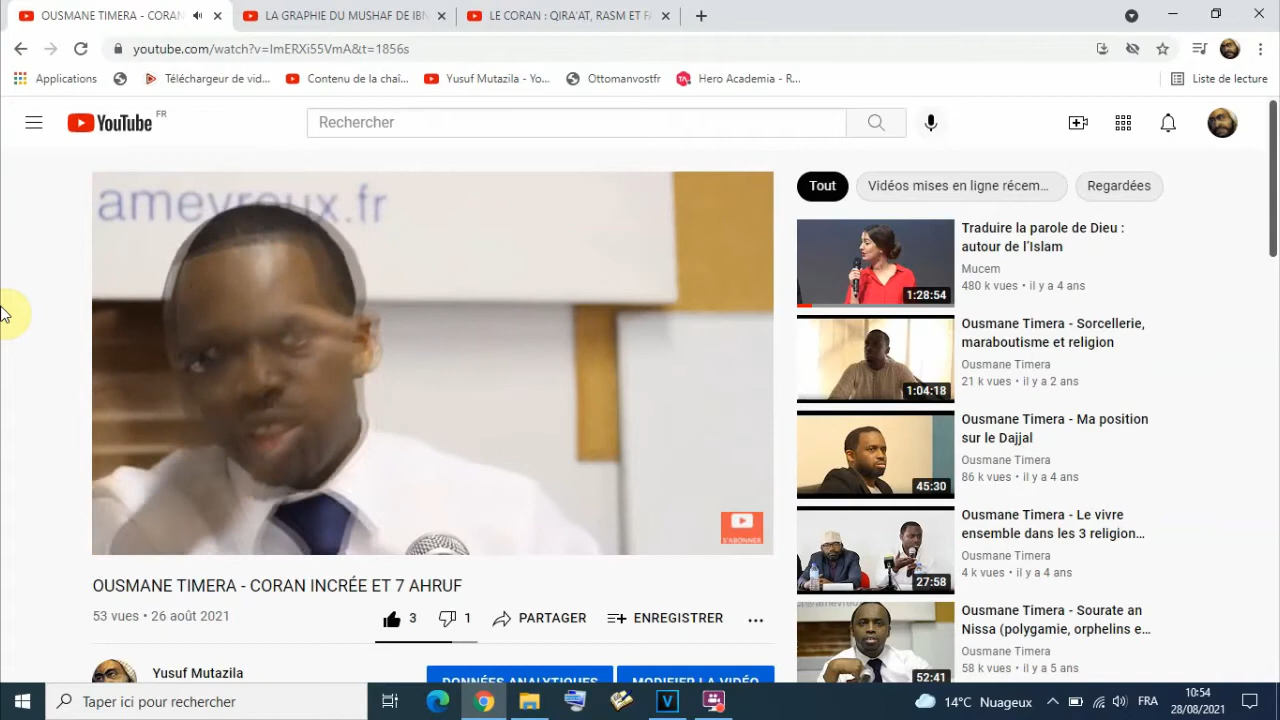 OUSMANE TIMERA - CORAN
LA GRAPHIE DU MUSHAF DE IBN
LE CORAN : QIRA'AT, RASM ET F
youtube.com/watch?v=ImERXi55VmA&t=1856s
Applications
Téléchargeur de vid...
Contenu de la chaî...
Yusuf Mutazila - Yo...
Ottomanvostfr
Hero Academia - R...
Liste de lecture
YouTube FR
Rechercher
Tout
Vidéos mises en ligne récem...
Regardées
amevreux.fr
S'ABONNER
Traduire la parole de Dieu :
autour de l'Islam
Mucem
480 k vues • il y a 4 ans
1:28:54
Ousmane Timera - Sorcellerie,
maraboutisme et religion
Ousmane Timera
21 k vues • il y a 2 ans
1:04:18
Ousmane Timera - Ma position
sur le Dajjal
Ousmane Timera
86 k vues • il y a 4 ans
45:30
Ousmane Timera - Le vivre
ensemble dans les 3 religion...
Ousmane Timera
4 k vues • il y a 4 ans
27:58
Ousmane Timera - Sourate an
Nissa (polygamie, orphelins e...
Ousmane Timera
58 k vues • il y a 5 ans
52:41
OUSMANE TIMERA - CORAN INCRÉE ET 7 AHRUF
53 vues • 26 août 2021
3
1
PARTAGER
ENREGISTRER
Yusuf Mutazila
DONNÉES ANALYTIQUES
MODIFIER LA VIDÉO
Taper ici pour rechercher
14°C Nuageux
FRA
10:54
28/08/2021